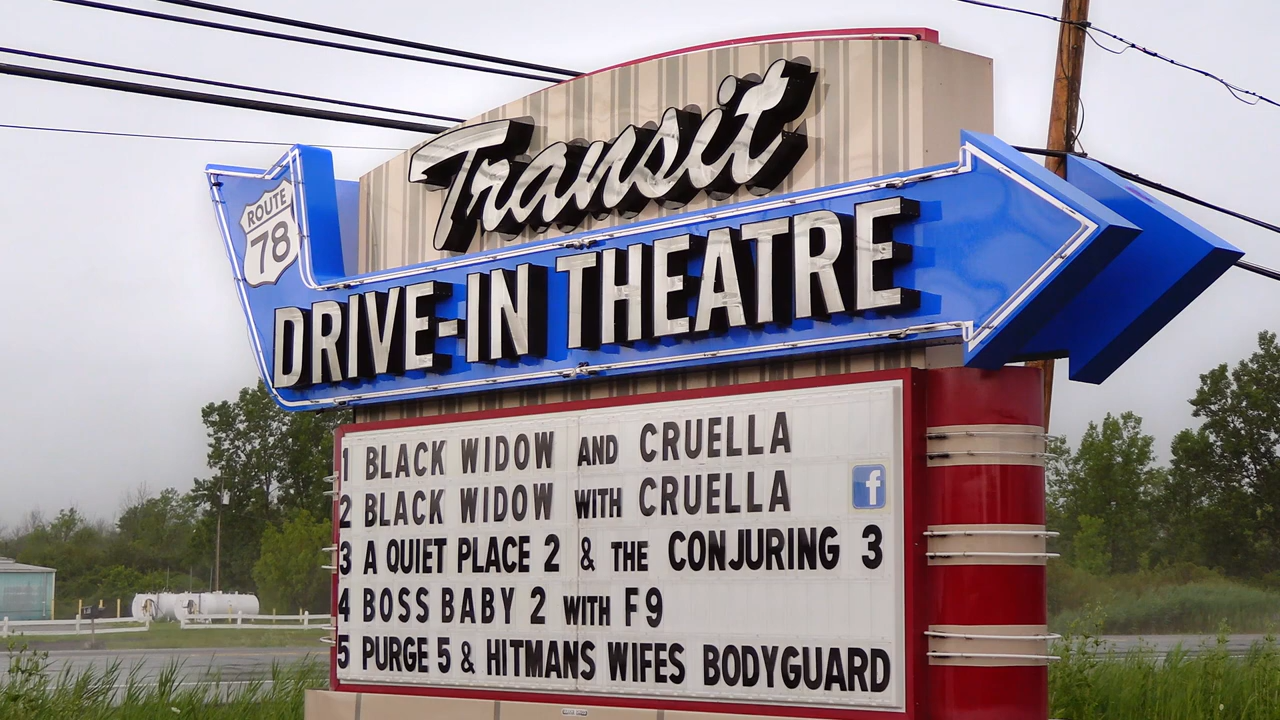 Transit
ROUTE
78
DRIVE-IN THEATRE
1 BLACK WIDOW AND CRUELLA
2 BLACK WIDOW WITH CRUELLA
f
3 A QUIET PLACE 2 & THE CONJURING 3
4 BOSS BABY 2 WITH F9
5 PURGE 5 & HITMANS WIFES BODYGUARD